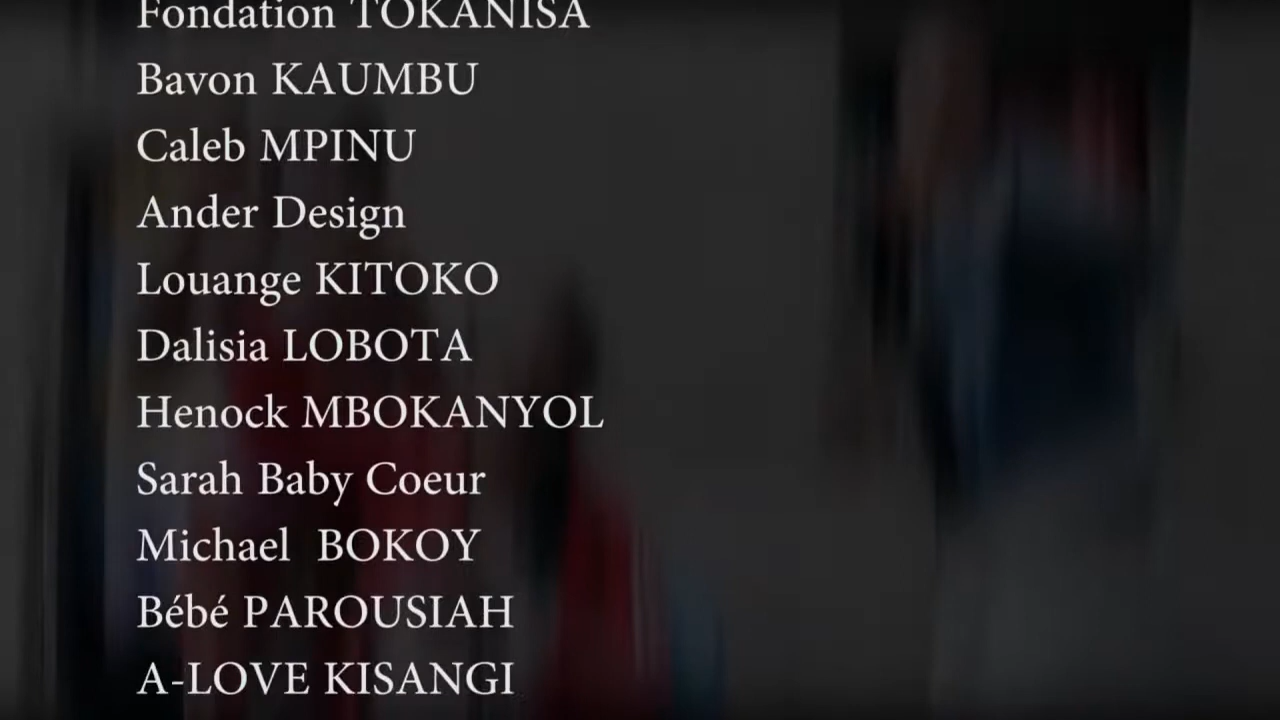 Fondation TOKANISA
Bavon KAUMBU
Caleb MPINU
Ander Design
Louange KITOKO
Dalisia LOBOTA
Henock MBOKANYOL
Sarah Baby Coeur
Michael  BOKOY
Bébé PAROUSIAH
A-LOVE KISANGI